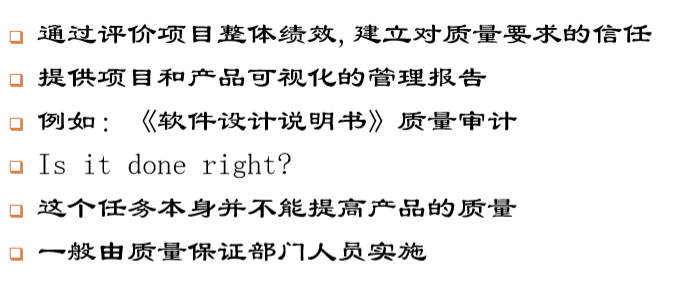 通过评价项目整体绩效，建立对质量要求的信任
提供项目和产品可视化的管理报告
例如：《软件设计说明书》质量审计
Is it done right?
这个任务本身并不能提高产品的质量
一般由质量保证部门人员实施